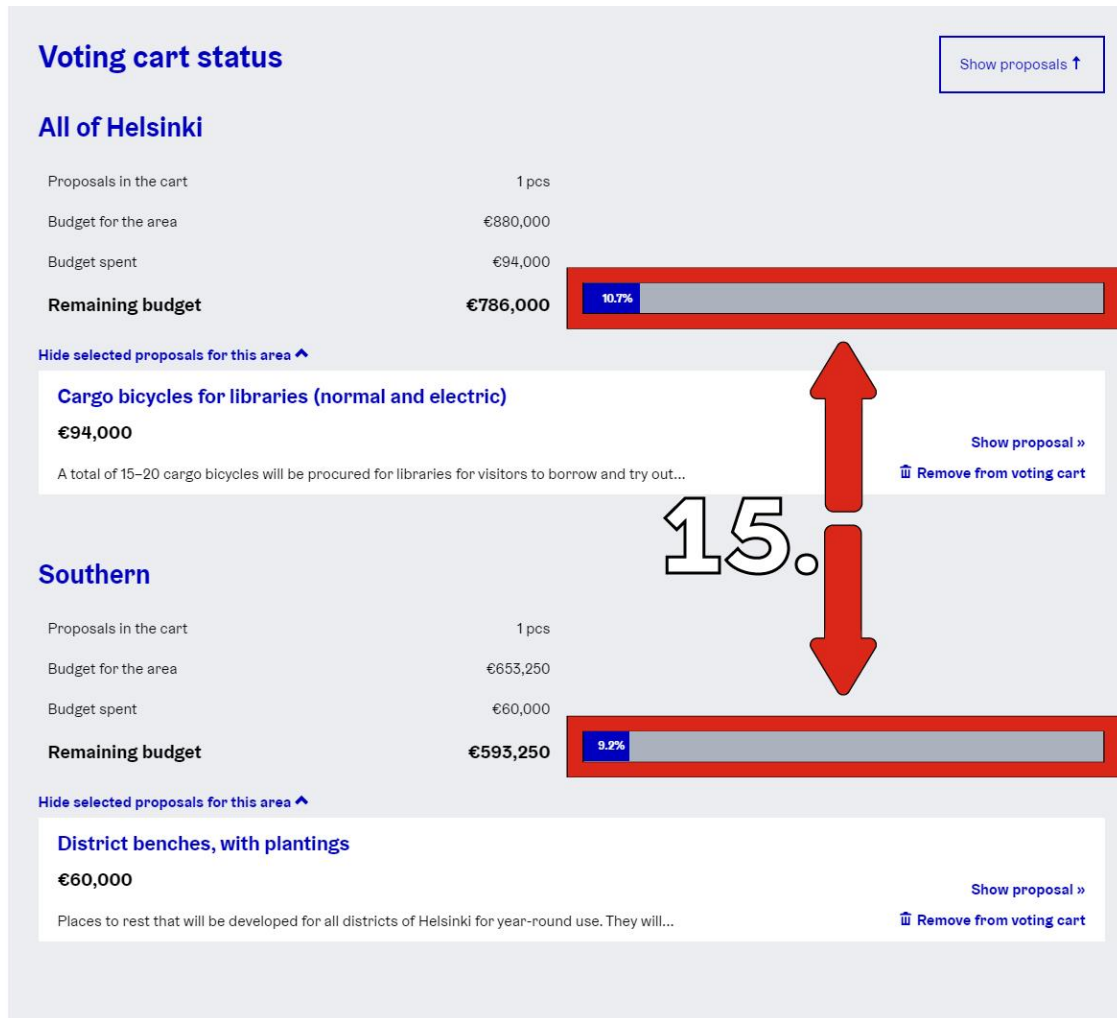 Voting cart status
Show proposals ↑
All of Helsinki
Proposals in the cart 1 pcs
Budget for the area €880,000
Budget spent €94,000
Remaining budget €786,000 10.7%
Hide selected proposals for this area
Cargo bicycles for libraries (normal and electric)
€94,000
Show proposal »
A total of 15–20 cargo bicycles will be procured for libraries for visitors to borrow and try out...
Remove from voting cart
15.
Southern
Proposals in the cart 1 pcs
Budget for the area €653,250
Budget spent €60,000
Remaining budget €593,250 9.2%
Hide selected proposals for this area
District benches, with plantings
€60,000
Show proposal »
Places to rest that will be developed for all districts of Helsinki for year-round use. They will...
Remove from voting cart